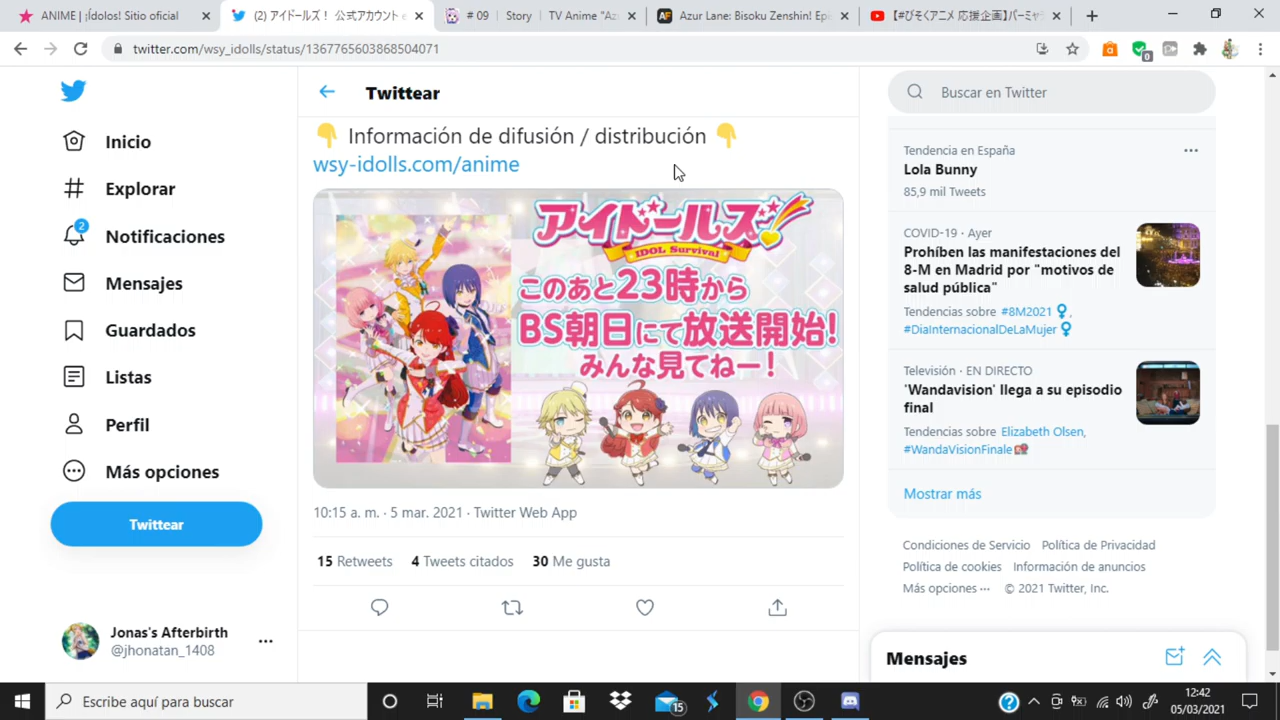 ANIME | ¡Ídolos! Sitio oficial
(2) アイドールズ！ 公式アカウント e
# 09 | Story | TV Anime "Az
Azur Lane: Bisoku Zenshin! Epi
【#びそくアニメ 応援企画】バーミャ
twitter.com/wsy_idolls/status/1367765603868504071
0
Inicio
Explorar
2
Notificaciones
Mensajes
Guardados
Listas
Perfil
Más opciones
Twittear
Jonas's Afterbirth
@jhonatan_1408
Twittear
Información de difusión / distribución
wsy-idolls.com/anime
アイドールズ！
IDOL Survival
このあと23時から
BS朝日にて放送開始!
みんな見てねー!
10:15 a. m. · 5 mar. 2021 · Twitter Web App
15 Retweets 4 Tweets citados 30 Me gusta
Buscar en Twitter
Tendencia en España
Lola Bunny
85,9 mil Tweets
COVID-19 · Ayer
Prohíben las manifestaciones del
8-M en Madrid por "motivos de
salud pública"
Tendencias sobre #8M2021,
#DiaInternacionalDeLaMujer
Televisión · EN DIRECTO
'Wandavision' llega a su episodio
final
Tendencias sobre Elizabeth Olsen,
#WandaVisionFinale
Mostrar más
Condiciones de Servicio Política de Privacidad
Política de cookies Información de anuncios
Más opciones ··· © 2021 Twitter, Inc.
Mensajes
Escribe aquí para buscar
15
12:42
05/03/2021